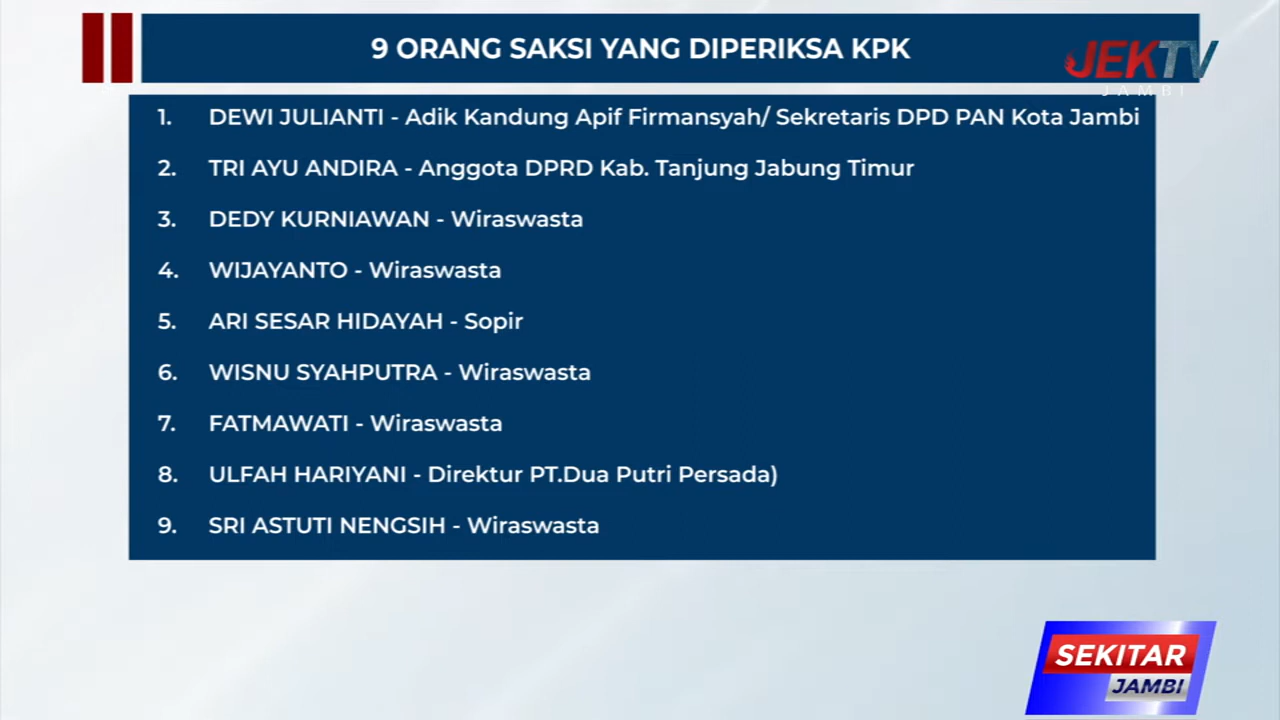 9 ORANG SAKSI YANG DIPERIKSA KPK
JEKTV
JAMBI
1. DEWI JULIANTI - Adik Kandung Apif Firmansyah/ Sekretaris DPD PAN Kota Jambi
2. TRI AYU ANDIRA - Anggota DPRD Kab. Tanjung Jabung Timur
3. DEDY KURNIAWAN - Wiraswasta
4. WIJAYANTO - Wiraswasta
5. ARI SESAR HIDAYAH - Sopir
6. WISNU SYAHPUTRA - Wiraswasta
7. FATMAWATI - Wiraswasta
8. ULFAH HARIYANI - Direktur PT.Dua Putri Persada)
9. SRI ASTUTI NENGSIH - Wiraswasta
SEKITAR
JAMBI